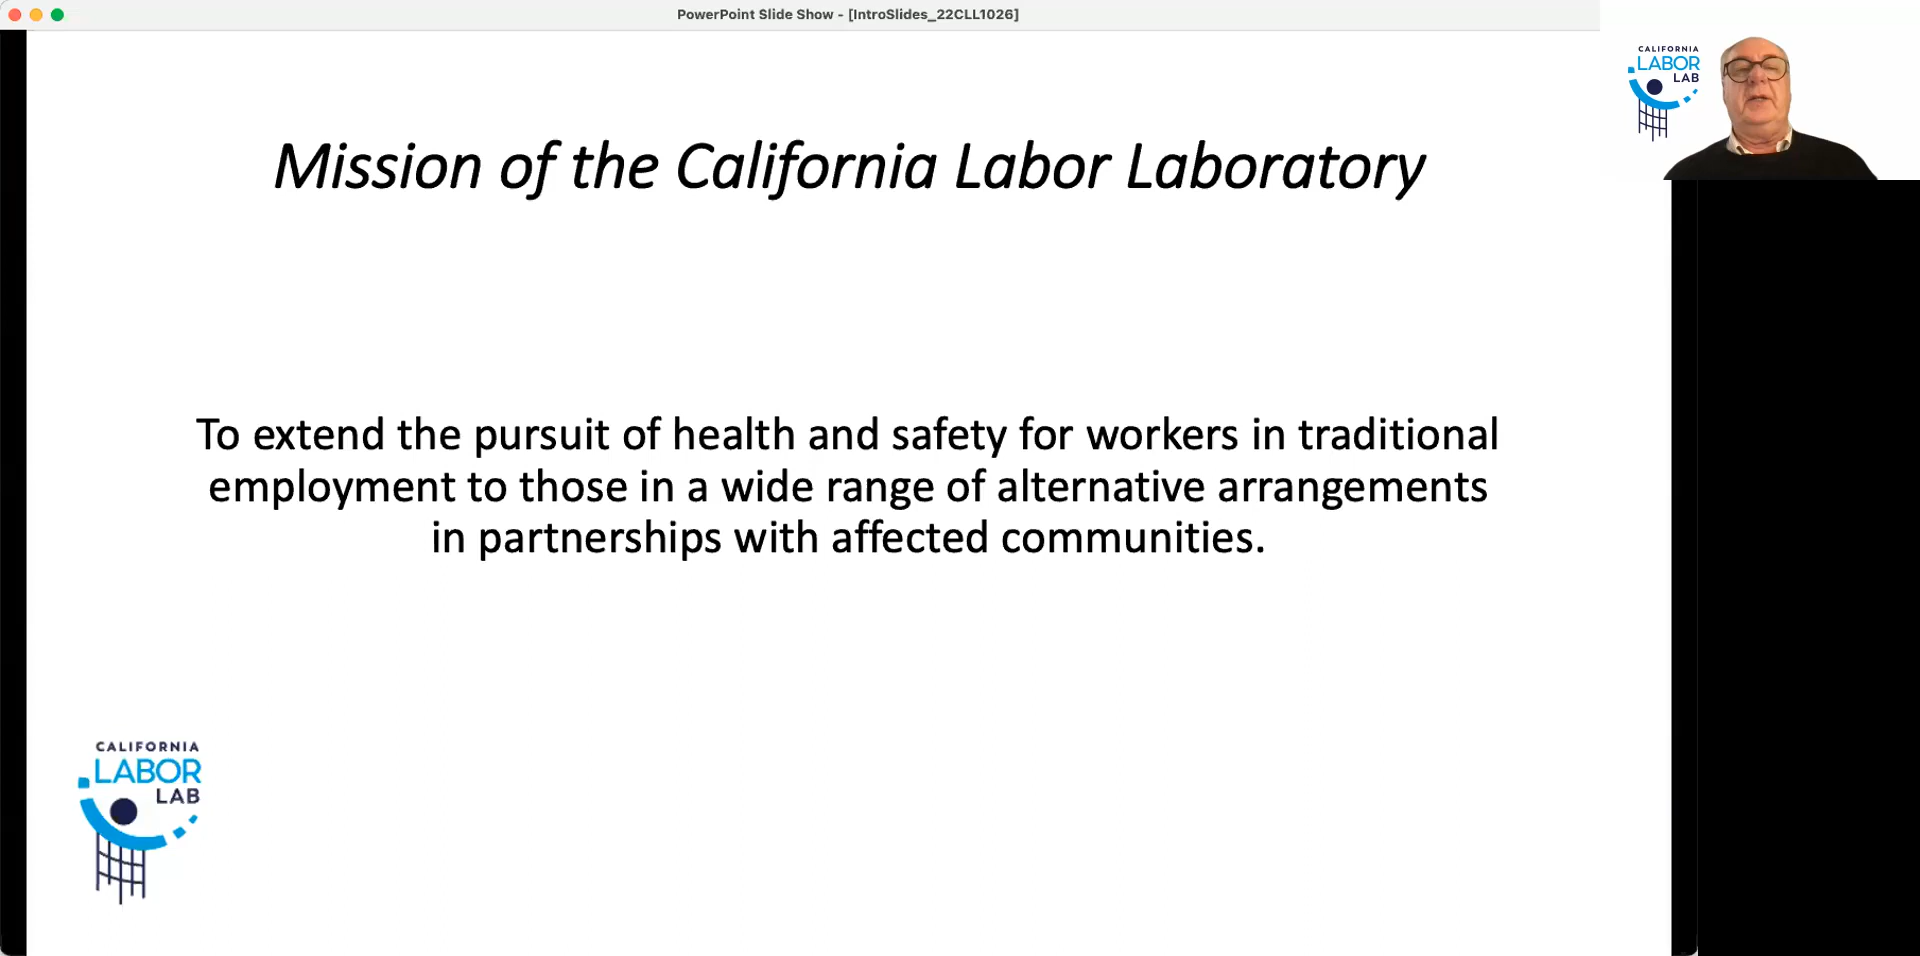 PowerPoint Slide Show - [IntroSlides_22CLL1026]
CALIFORNIA
LABOR
LAB
Mission of the California Labor Laboratory
To extend the pursuit of health and safety for workers in traditional
employment to those in a wide range of alternative arrangements
in partnerships with affected communities.
CALIFORNIA
LABOR
LAB